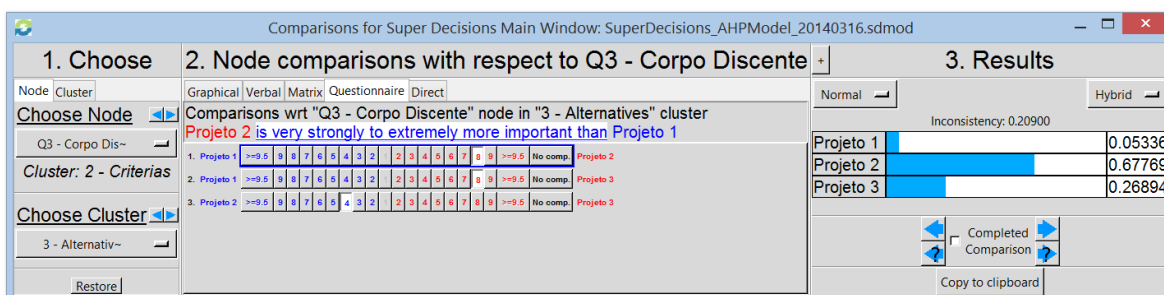 Comparisons for Super Decisions Main Window: SuperDecisions_AHPModel_20140316.sdmod
1. Choose
2. Node comparisons with respect to Q3 - Corpo Discente
+
3. Results
Node Cluster
Graphical Verbal Matrix Questionnaire Direct
Normal
Hybrid
Choose Node
Comparisons wrt "Q3 - Corpo Discente" node in "3 - Alternatives" cluster
Projeto 2 is very strongly to extremely more important than Projeto 1
Inconsistency: 0.20900
Q3 - Corpo Dis~
1. Projeto 1 >=9.5 9 8 7 6 5 4 3 2 1 2 3 4 5 6 7 8 9 >=9.5 No comp. Projeto 2
Projeto 1 0.05336
Cluster: 2 - Criterias
2. Projeto 1 >=9.5 9 8 7 6 5 4 3 2 1 2 3 4 5 6 7 8 9 >=9.5 No comp. Projeto 3
Projeto 2 0.67769
3. Projeto 2 >=9.5 9 8 7 6 5 4 3 2 1 2 3 4 5 6 7 8 9 >=9.5 No comp. Projeto 3
Projeto 3 0.26894
Choose Cluster
3 - Alternativ~
Completed
Comparison
? ?
Restore
Copy to clipboard